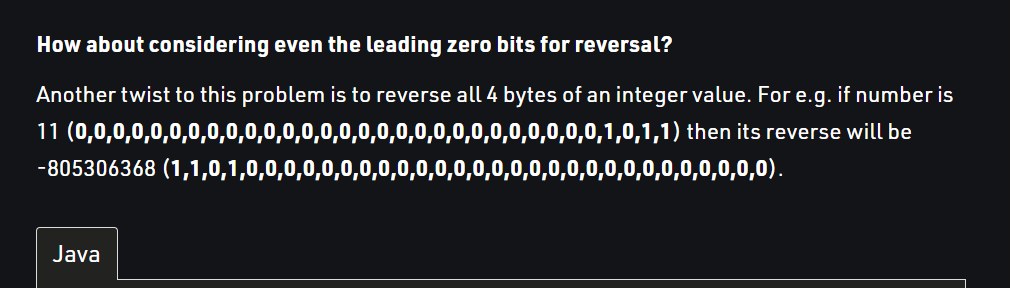 How about considering even the leading zero bits for reversal?
Another twist to this problem is to reverse all 4 bytes of an integer value. For e.g. if number is
11 (0,0,0,0,0,0,0,0,0,0,0,0,0,0,0,0,0,0,0,0,0,0,0,0,0,0,0,0,1,0,1,1) then its reverse will be
-805306368 (1,1,0,1,0,0,0,0,0,0,0,0,0,0,0,0,0,0,0,0,0,0,0,0,0,0,0,0,0,0,0,0).
Java